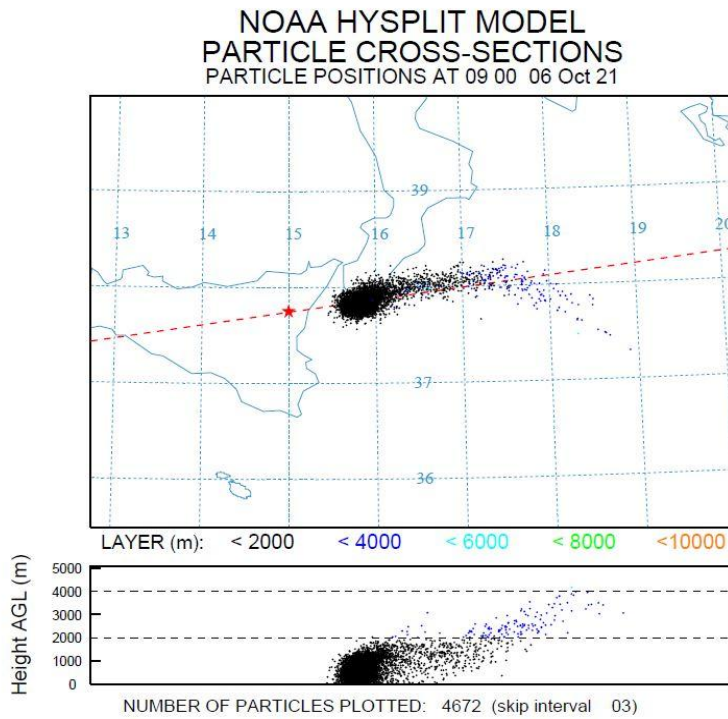 NOAA HYSPLIT MODEL
PARTICLE CROSS-SECTIONS
PARTICLE POSITIONS AT 09 00 06 Oct 21
39
13 14 15 16 17 18 19 20
37
36
LAYER (m): < 2000 < 4000 < 6000 < 8000 <10000
Height AGL (m)
5000
4000
3000
2000
1000
0
NUMBER OF PARTICLES PLOTTED: 4672 (skip interval 03)